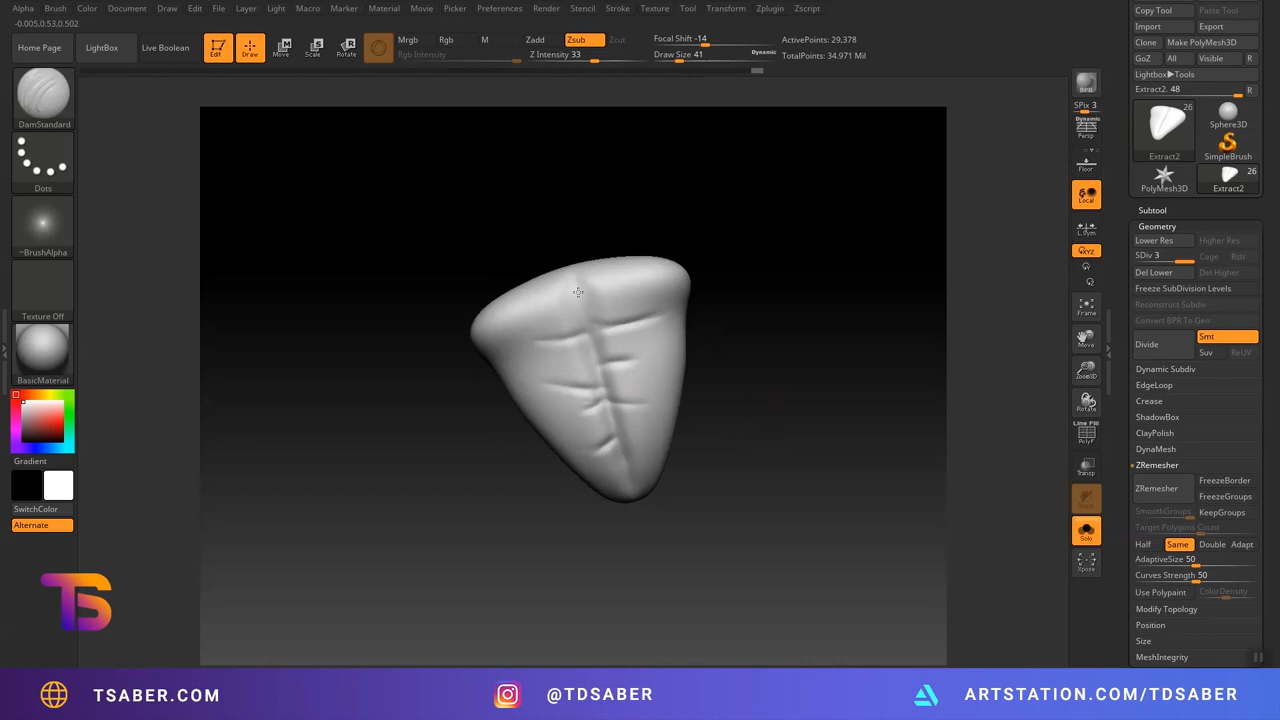 Alpha Brush Color Document Draw Edit File Layer Light Macro Marker Material Movie Picker Preferences Render Stencil Stroke Texture Tool Transform Zplugin Zscript
-0.005,0.53,0.502
Home Page LightBox Live Boolean Edit Draw Move Scale Rotate
Mrgb Rgb M Zadd Zsub Zcut Focal Shift -14 ActivePoints: 29,378
Rgb Intensity Z Intensity 33 Draw Size 41 Dynamic TotalPoints: 34.971 Mil
DamStandard
Dots
~BrushAlpha
Texture Off
BasicMaterial
Gradient
SwitchColor
Alternate
TS
BPR
SPix 3
Dynamic
Persp
Floor
Local
L.Sym
XYZ
Frame
Move
Zoom3D
Rotate
Line Fill
PolyF
Transp
Solo
Xpose
Copy Tool Paste Tool
Import Export
Clone Make PolyMesh3D
GoZ All Visible R
Lightbox▶Tools
Extract2. 48 R
26
Extract2
Sphere3D
SimpleBrush
PolyMesh3D
26
Extract2
Subtool
Geometry
Lower Res Higher Res
SDiv 3 Cage Rstr
Del Lower Del Higher
Freeze SubDivision Levels
Reconstruct Subdiv
Convert BPR To Geo
Divide Smt
Suv ReUV
Dynamic Subdiv
EdgeLoop
Crease
ShadowBox
ClayPolish
DynaMesh
ZRemesher
ZRemesher FreezeBorder
FreezeGroups
SmoothGroups KeepGroups
Target Polygons Count
Half Same Double Adapt
AdaptiveSize 50
Curves Strength 50
Use Polypaint ColorDensity
Modify Topology
Position
Size
MeshIntegrity
TSABER.COM @TDSABER ARTSTATION.COM/TDSABER